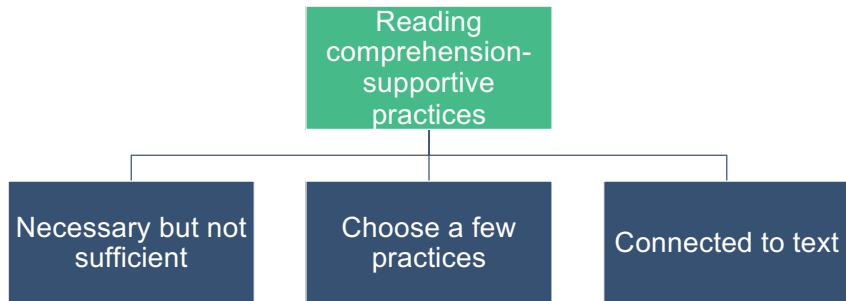 Reading
comprehension-
supportive
practices
Necessary but not
sufficient
Choose a few
practices
Connected to text